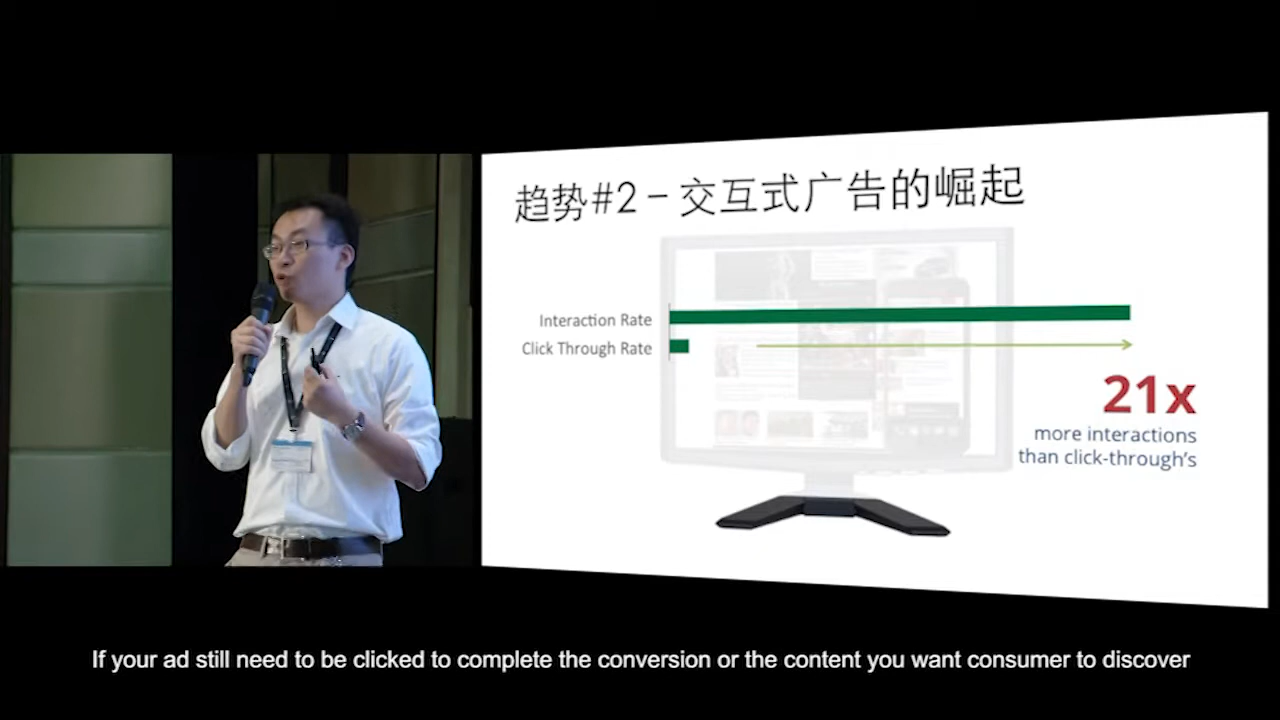 趋势#2 – 交互式广告的崛起
Interaction Rate
Click Through Rate
21x
more interactions
than click-through's
If your ad still need to be clicked to complete the conversion or the content you want consumer to discover